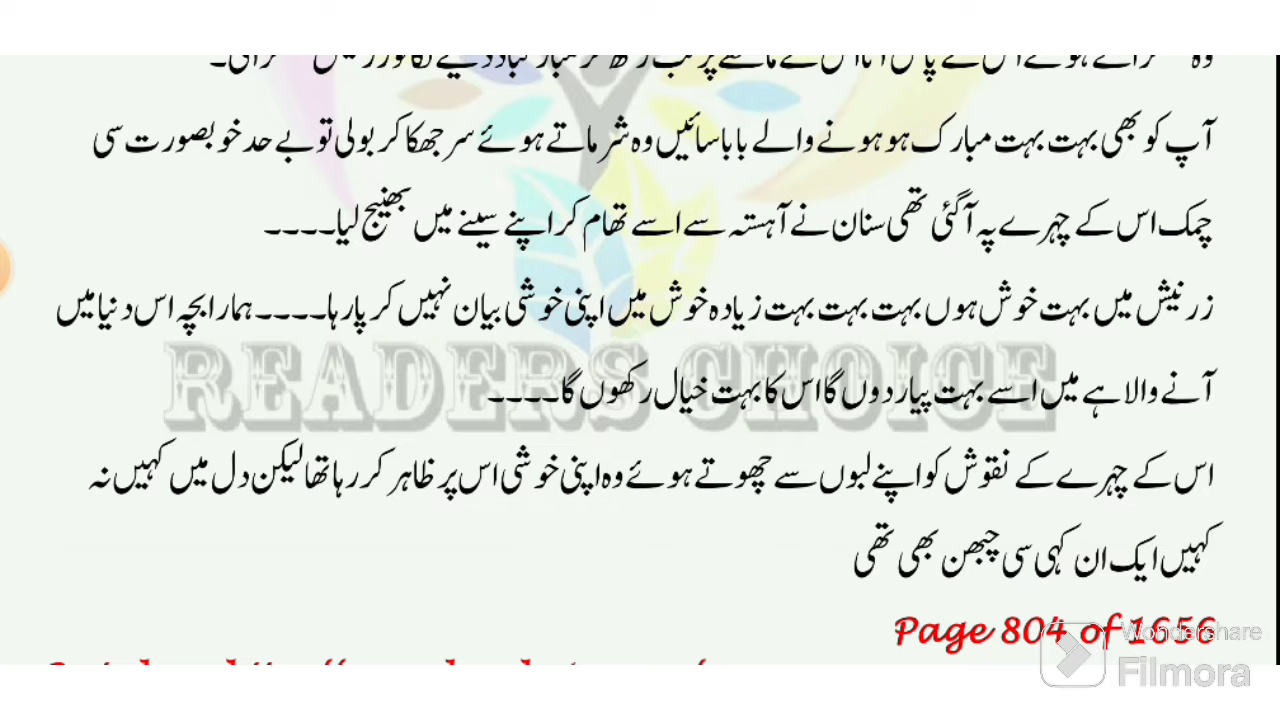 آپ کو بھی بہت بہت مبارک ہو ہونے والے بابا سائیں وہ شرماتے ہوئے سر جھکا کر بولی تو بے حد خوبصورت سی
چمک اس کے چہرے پہ آگئی تھی سنان نے آہستہ سے اسے تھام کر اپنے سینے میں بھینچ لیا۔۔۔۔
زرنیش میں بہت خوش ہوں بہت بہت بہت زیادہ خوش میں اپنی خوشی بیان نہیں کر پا رہا۔۔۔۔ ہمارا بچہ اس دنیا میں
آنے والا ہے میں اسے بہت پیار دوں گا اس کا بہت خیال رکھوں گا۔۔۔۔
READERS CHOICE
اس کے چہرے کے نقوش کو اپنے لبوں سے چھوتے ہوئے وہ اپنی خوشی اس پر ظاہر کر رہا تھا لیکن دل میں کہیں نہ
کہیں ایک ان کہی سی چبھن بھی تھی
Page 804 of 1656
Wondershare
Filmora